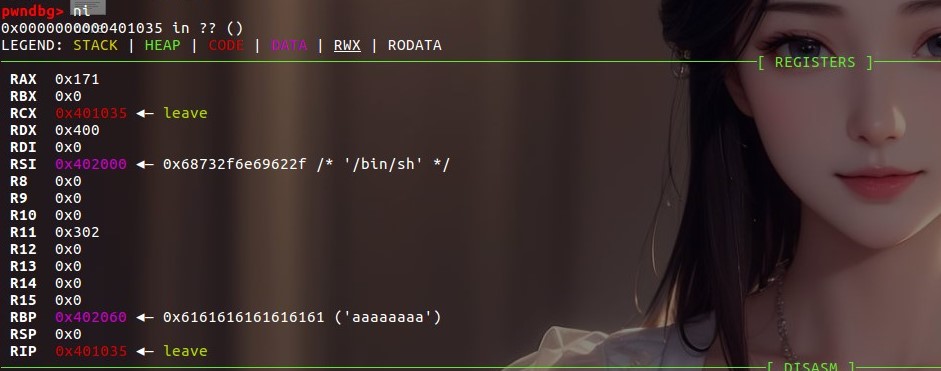 pwndbg> ni
0x0000000000401035 in ?? ()
LEGEND: STACK | HEAP | CODE | DATA | RWX | RODATA
[ REGISTERS ]
RAX 0x171
RBX 0x0
RCX 0x401035 ◂— leave
RDX 0x400
RDI 0x0
RSI 0x402000 ◂— 0x68732f6e69622f /* '/bin/sh' */
R8 0x0
R9 0x0
R10 0x0
R11 0x302
R12 0x0
R13 0x0
R14 0x0
R15 0x0
RBP 0x402060 ◂— 0x6161616161616161 ('aaaaaaaa')
RSP 0x0
RIP 0x401035 ◂— leave
[ DISASM ]